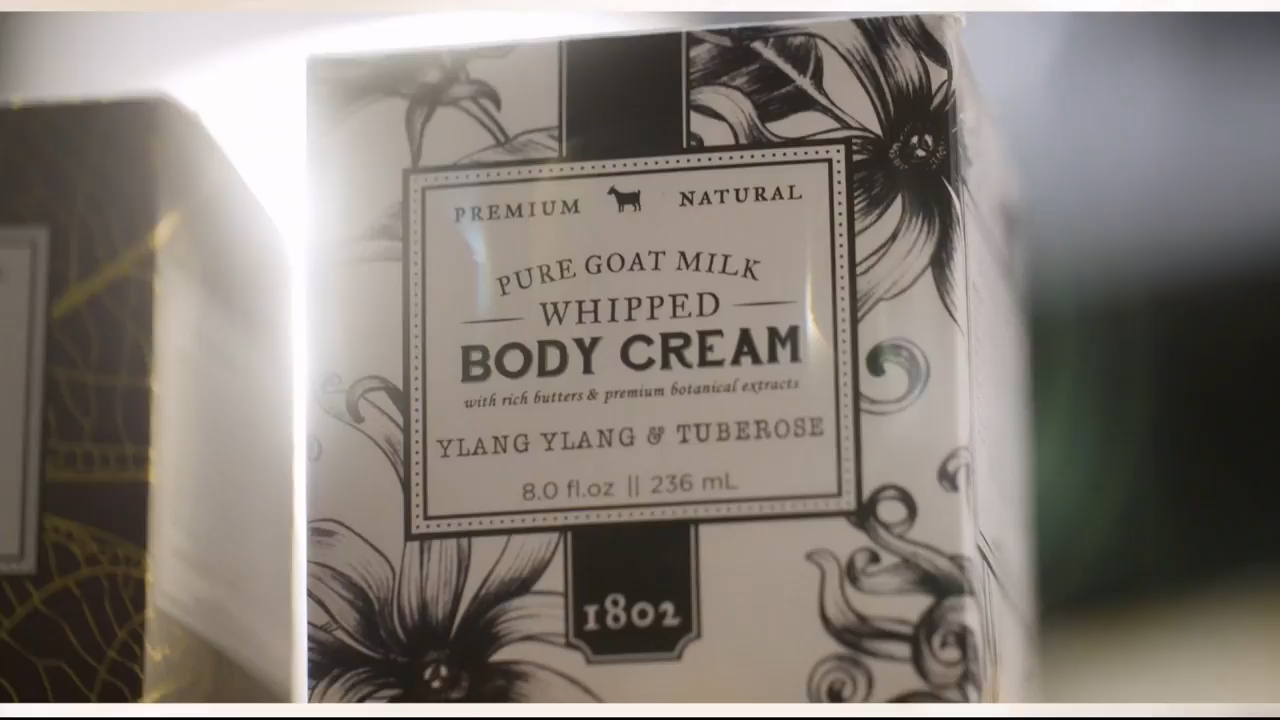 PREMIUM NATURAL
PURE GOAT MILK
WHIPPED
BODY CREAM
with rich butters & premium botanical extracts
YLANG YLANG & TUBEROSE
8.0 fl.oz || 236 mL
1802